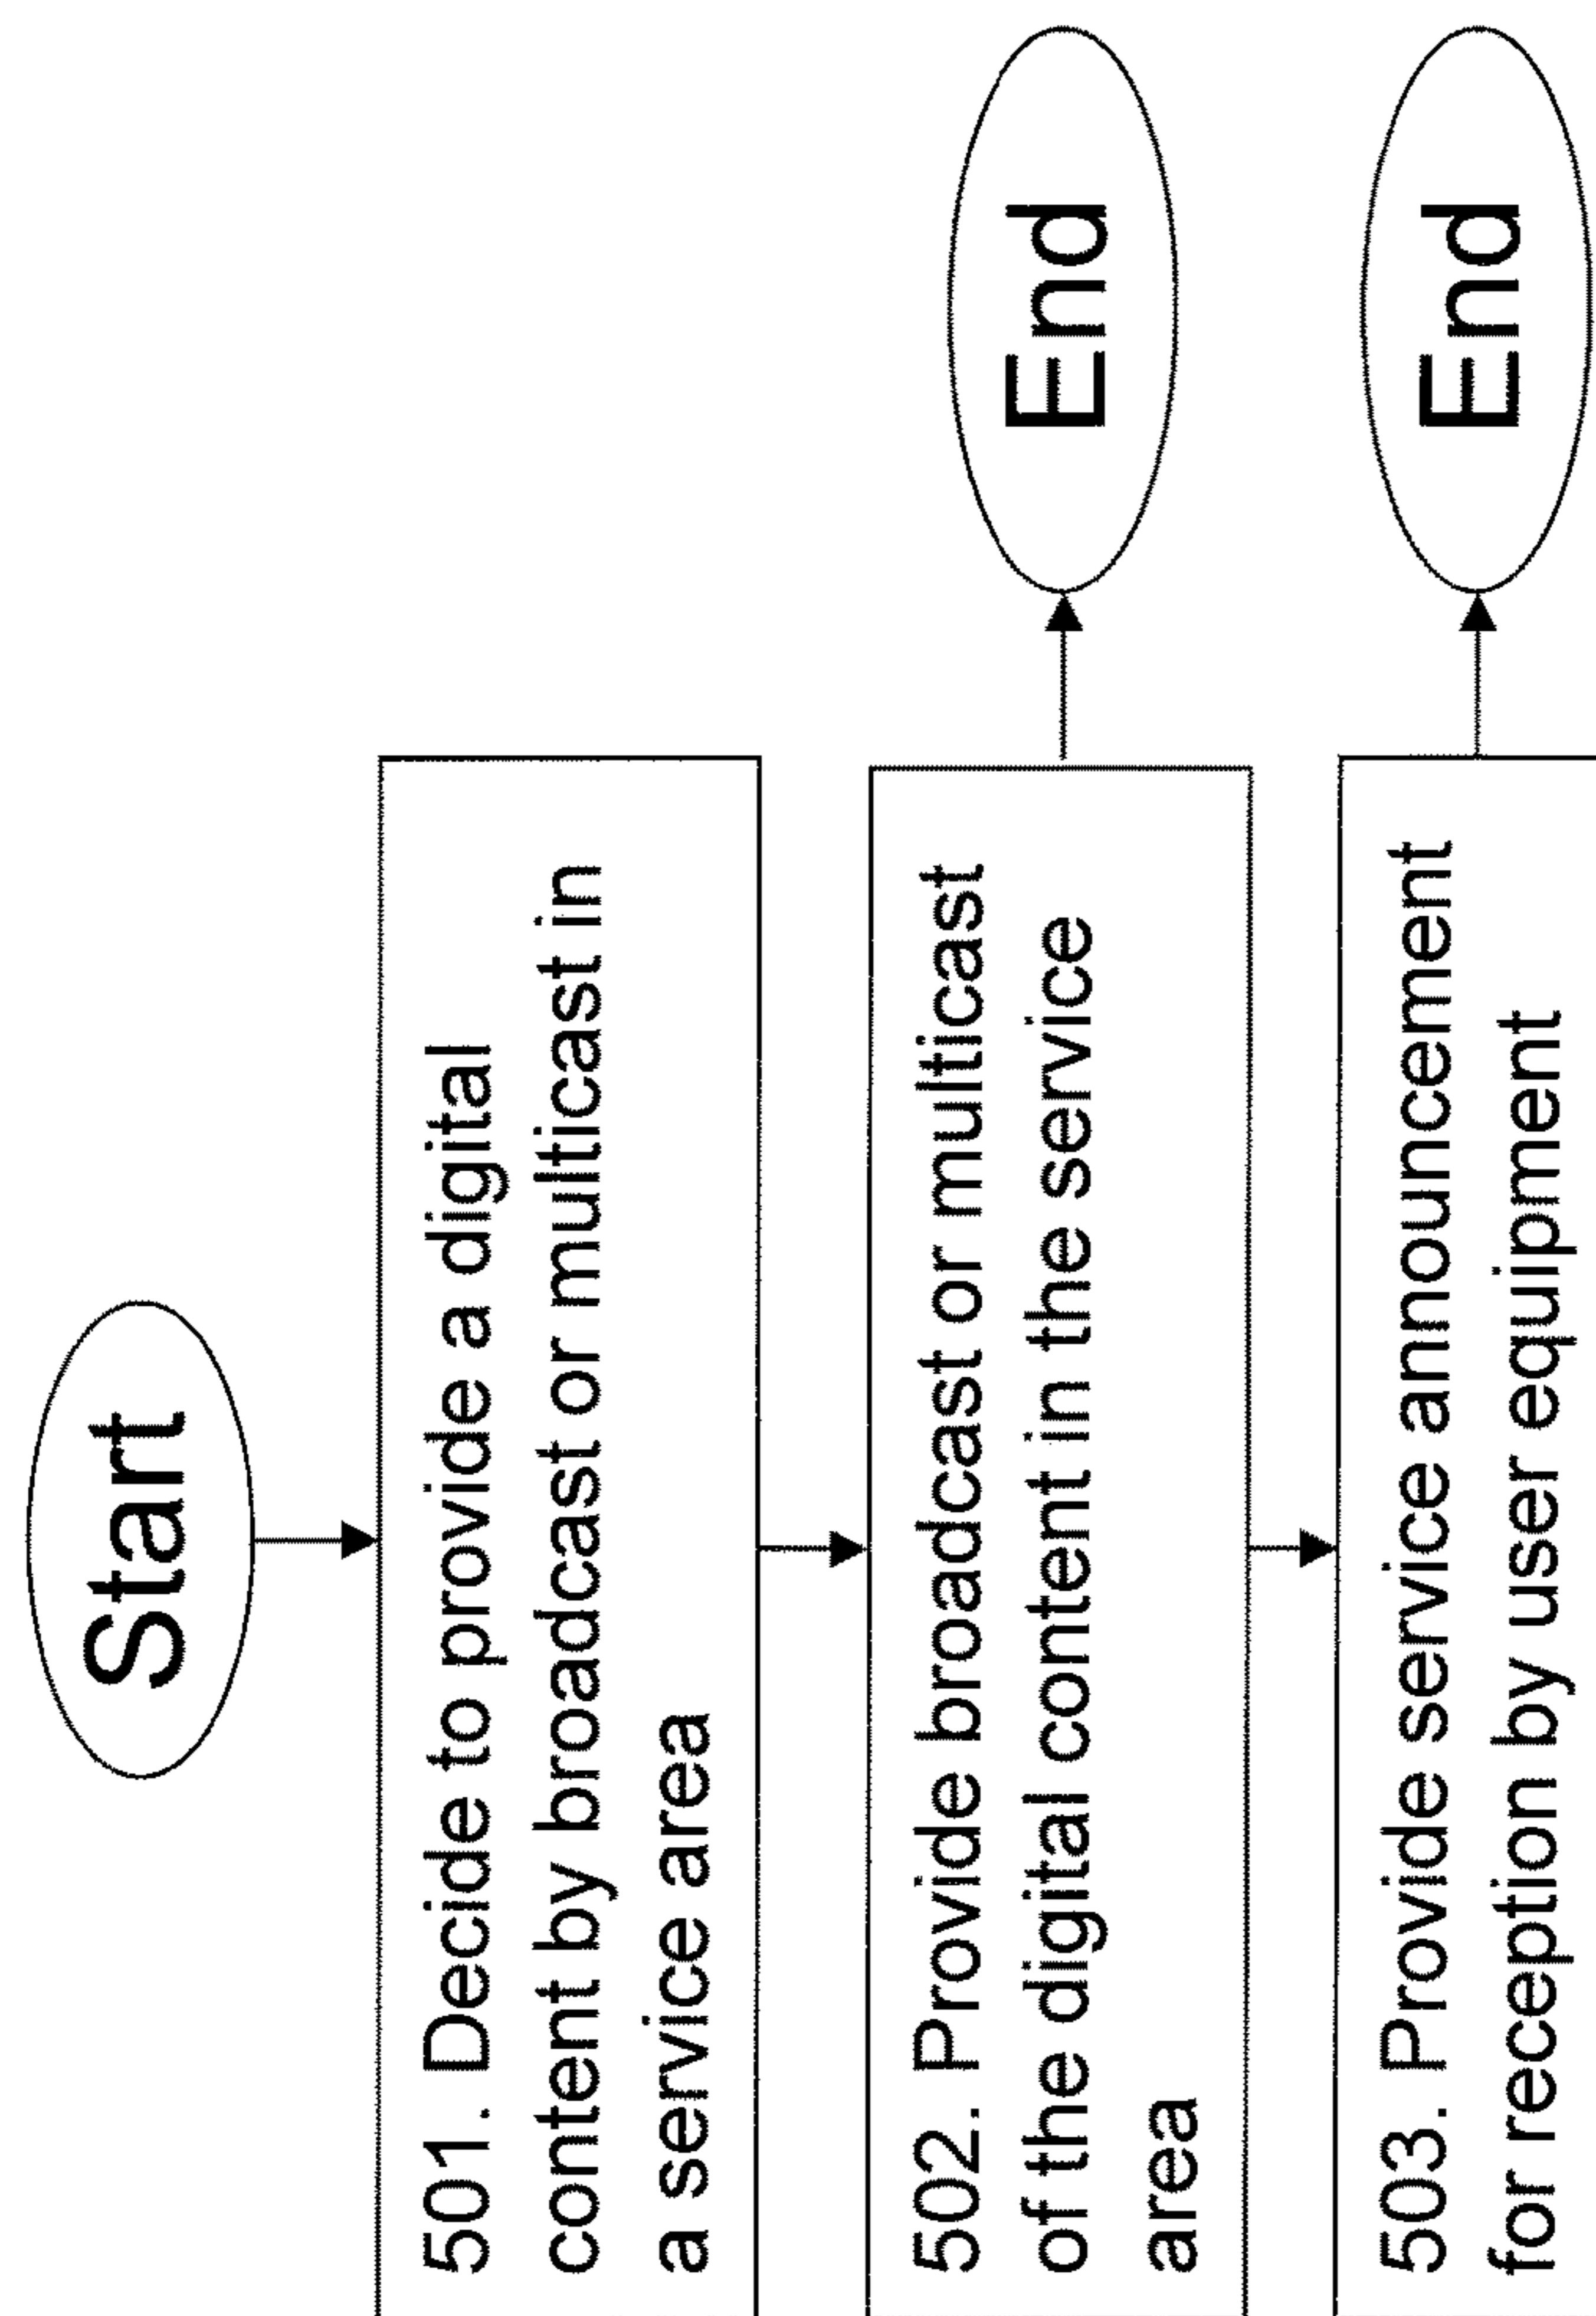 Start
501. Decide to provide a digital
content by broadcast or multicast in
a service area
502. Provide broadcast or multicast
of the digital content in the service
area
End
503. Provide service announcement
for reception by user equipment
End